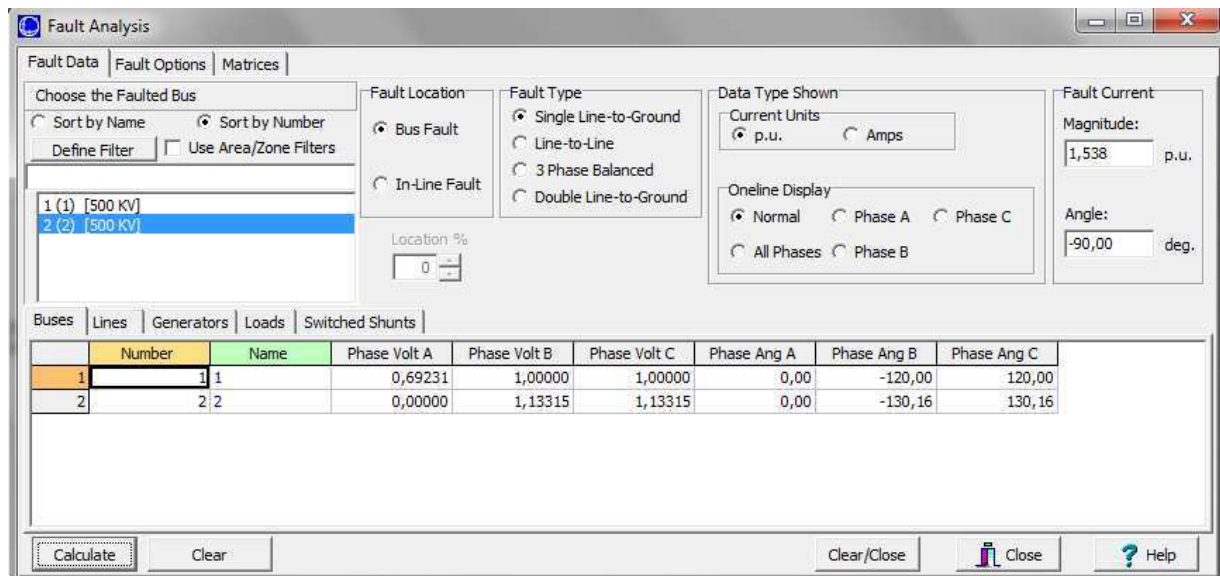 Fault Analysis
Fault Data Fault Options Matrices
Choose the Faulted Bus
Sort by Name Sort by Number
Define Filter Use Area/Zone Filters
1 (1) [500 KV]
2 (2) [500 KV]
Fault Location
Bus Fault
In-Line Fault
Location %
0
Fault Type
Single Line-to-Ground
Line-to-Line
3 Phase Balanced
Double Line-to-Ground
Data Type Shown
Current Units
p.u. Amps
Oneline Display
Normal Phase A Phase C
All Phases Phase B
Fault Current
Magnitude:
1,538 p.u.
Angle:
-90,00 deg.
Buses Lines Generators Loads Switched Shunts
Number Name Phase Volt A Phase Volt B Phase Volt C Phase Ang A Phase Ang B Phase Ang C
1 1 1 0,69231 1,00000 1,00000 0,00 -120,00 120,00
2 2 2 0,00000 1,13315 1,13315 0,00 -130,16 130,16
Calculate Clear Clear/Close Close ? Help